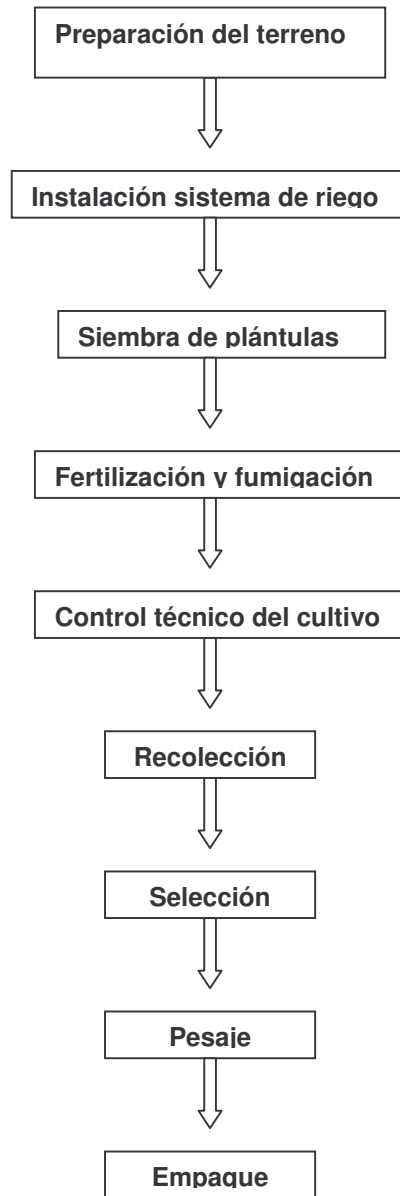 Preparación del terreno
Instalación sistema de riego
Siembra de plántulas
Fertilización y fumigación
Control técnico del cultivo
Recolección
Selección
Pesaje
Empaque